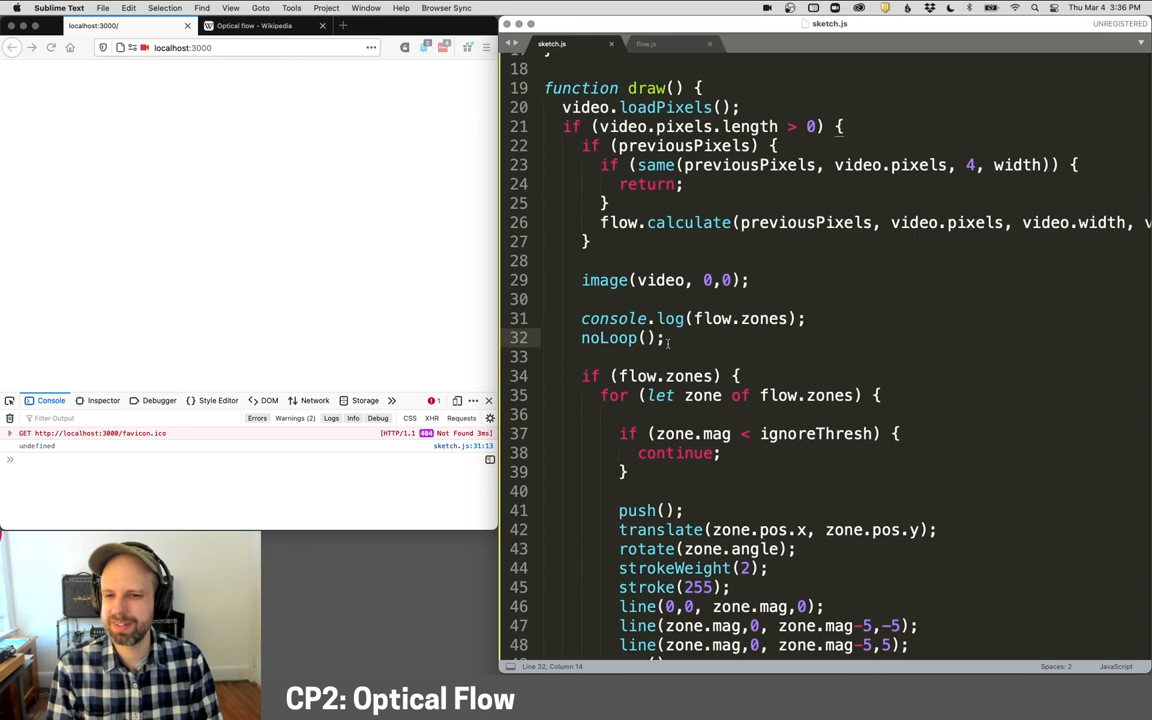 Sublime Text File Edit Selection Find View Goto Tools Project Window Help Browser Sync
Thu Mar 4 3:36 PM
localhost:3000/ × W Optical flow – Wikipedia × +
localhost:3000
sketch.js
UNREGISTERED
sketch.js × flow.js ×
18
19 function draw() {
20 video.loadPixels();
21 if (video.pixels.length > 0) {
22 if (previousPixels) {
23 if (same(previousPixels, video.pixels, 4, width)) {
24 return;
25 }
26 flow.calculate(previousPixels, video.pixels, video.width, v
27 }
28
29 image(video, 0,0);
30
31 console.log(flow.zones);
32 noLoop();
33
34 if (flow.zones) {
35 for (let zone of flow.zones) {
36
37 if (zone.mag < ignoreThresh) {
38 continue;
39 }
40
41 push();
42 translate(zone.pos.x, zone.pos.y);
43 rotate(zone.angle);
44 strokeWeight(2);
45 stroke(255);
46 line(0,0, zone.mag,0);
47 line(zone.mag,0, zone.mag-5,-5);
48 line(zone.mag,0, zone.mag-5,5);
Console Inspector Debugger Style Editor DOM Network Storage 1
Filter Output Errors Warnings (2) Logs Info Debug CSS XHR Requests
GET http://localhost:3000/favicon.ico [HTTP/1.1 404 Not Found 3ms]
undefined sketch.js:31:13
Line 32, Column 14 Spaces: 2 JavaScript
CP2: Optical Flow